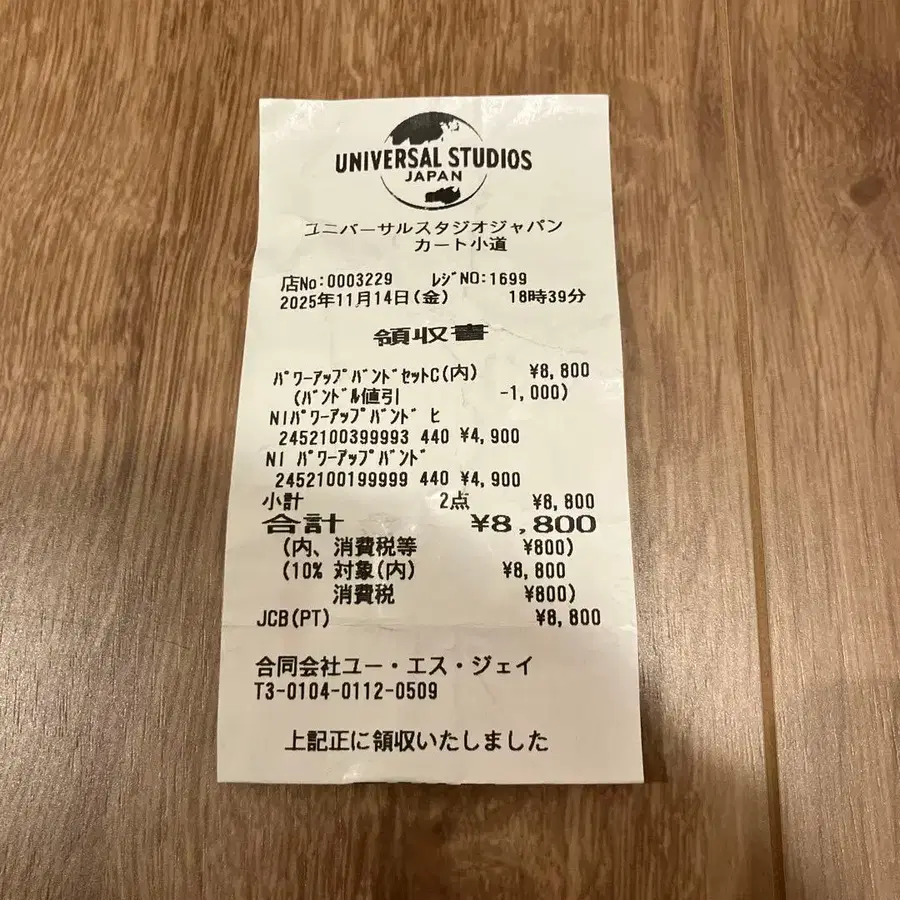 UNIVERSAL STUDIOS
JAPAN
ユニバーサルスタジオジャパン
カート小道
店No:0003229 ﾚｼﾞNO:1699
2025年11月14日(金) 18時39分
領収書
ﾊﾟﾜｰｱｯﾌﾟﾊﾞﾝﾄﾞｾｯﾄC(内) ¥8,800
(ﾊﾞﾝﾄﾞﾙ値引 -1,000)
NIﾊﾟﾜｰｱｯﾌﾟﾊﾞﾝﾄﾞ ﾋ
2452100399993 440 ¥4,900
NI ﾊﾟﾜｰｱｯﾌﾟﾊﾞﾝﾄﾞ
2452100199999 440 ¥4,900
小計 2点 ¥8,800
合計 ¥8,800
(内、消費税等 ¥800)
(10% 対象(内) ¥8,800
消費税 ¥800)
JCB(PT) ¥8,800
合同会社ユー・エス・ジェイ
T3-0104-0112-0509
上記正に領収いたしました